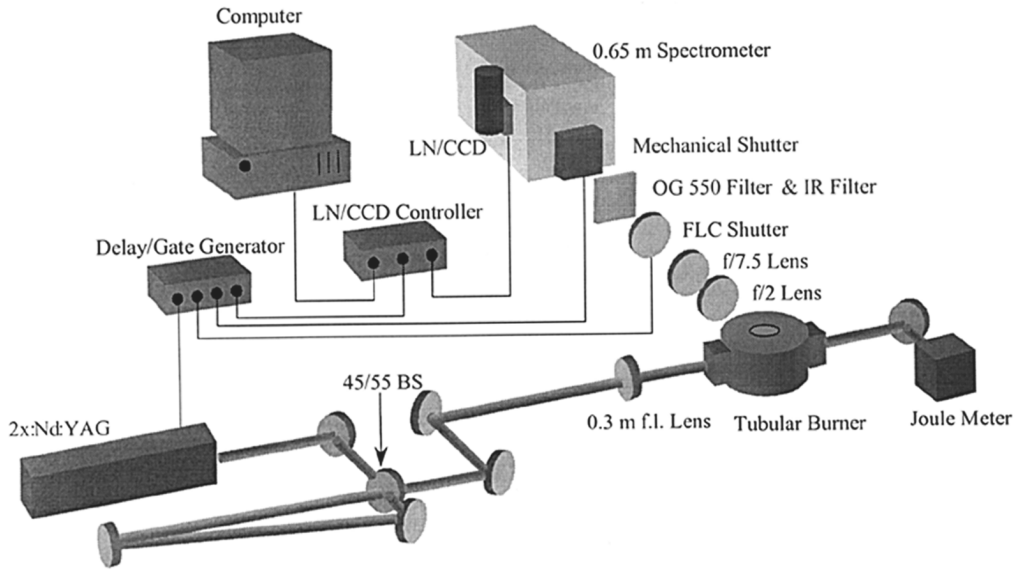 Computer
0.65 m Spectrometer
LN/CCD
Mechanical Shutter
OG 550 Filter & IR Filter
LN/CCD Controller
FLC Shutter
Delay/Gate Generator
f/7.5 Lens
f/2 Lens
45/55 BS
2x:Nd:YAG
0.3 m f.l. Lens
Tubular Burner
Joule Meter